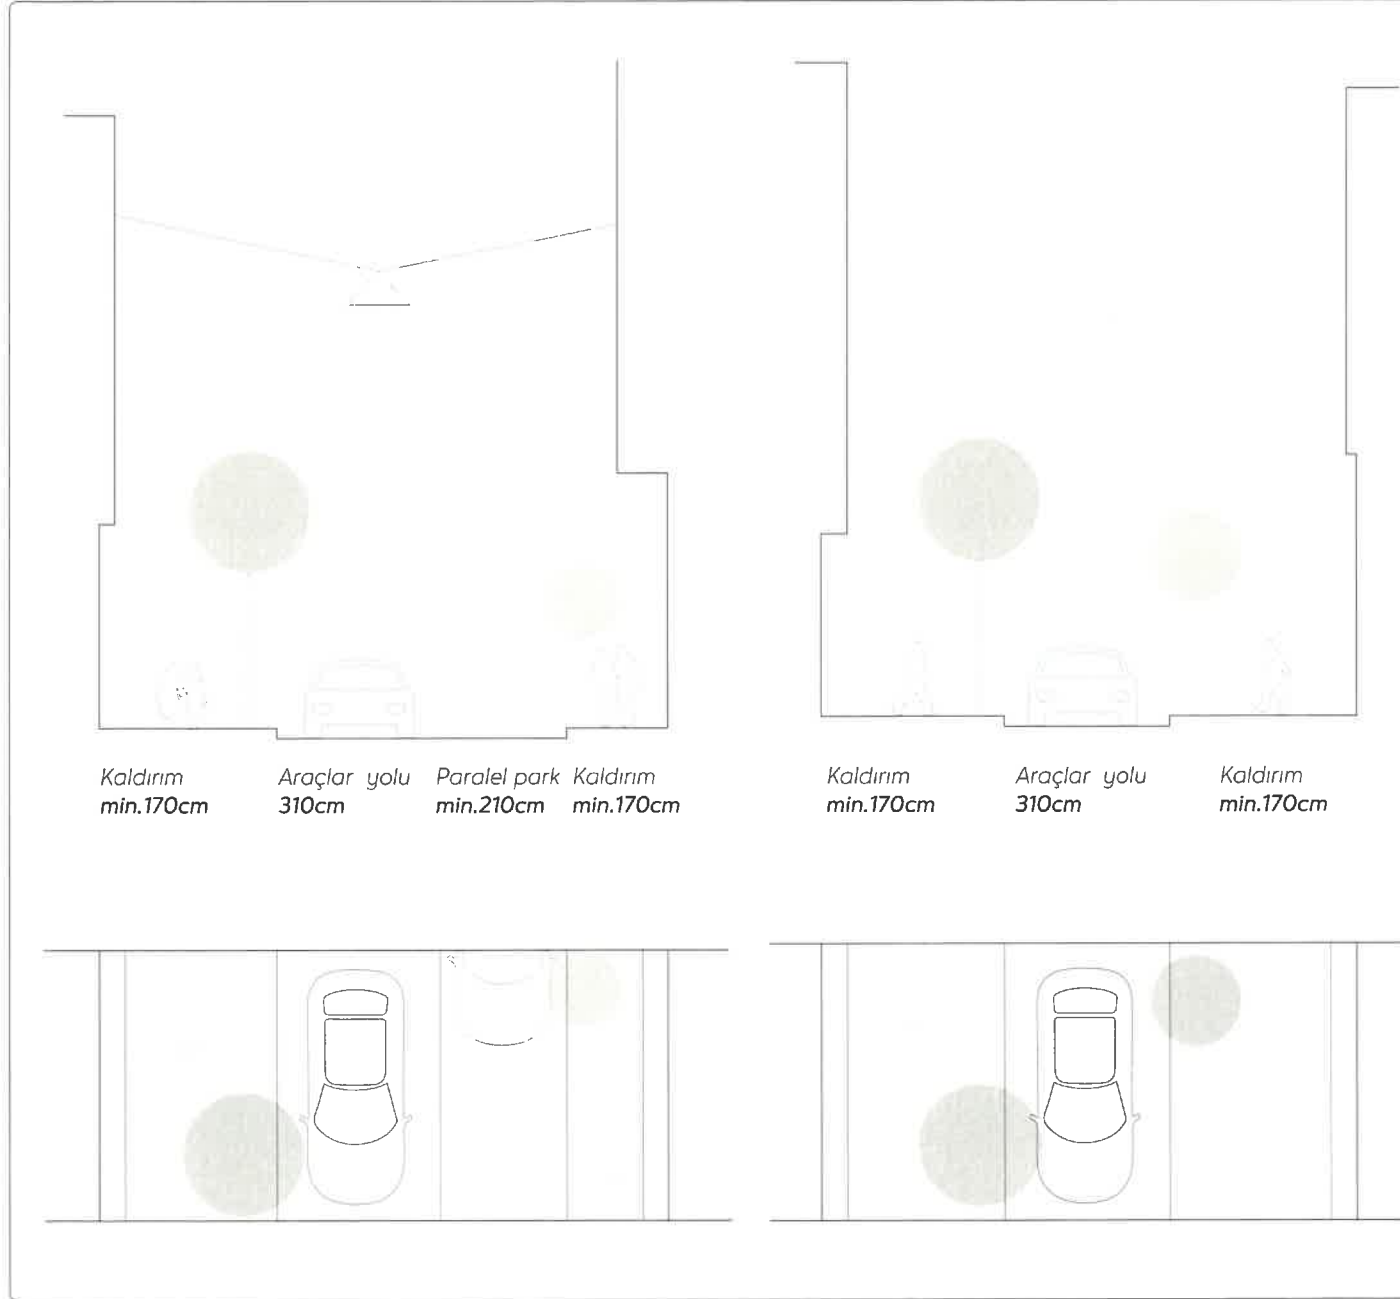 Kaldırım
min.170cm
Araçlar yolu
310cm
Paralel park
min.210cm
Kaldırım
min.170cm
Kaldırım
min.170cm
Araçlar yolu
310cm
Kaldırım
min.170cm